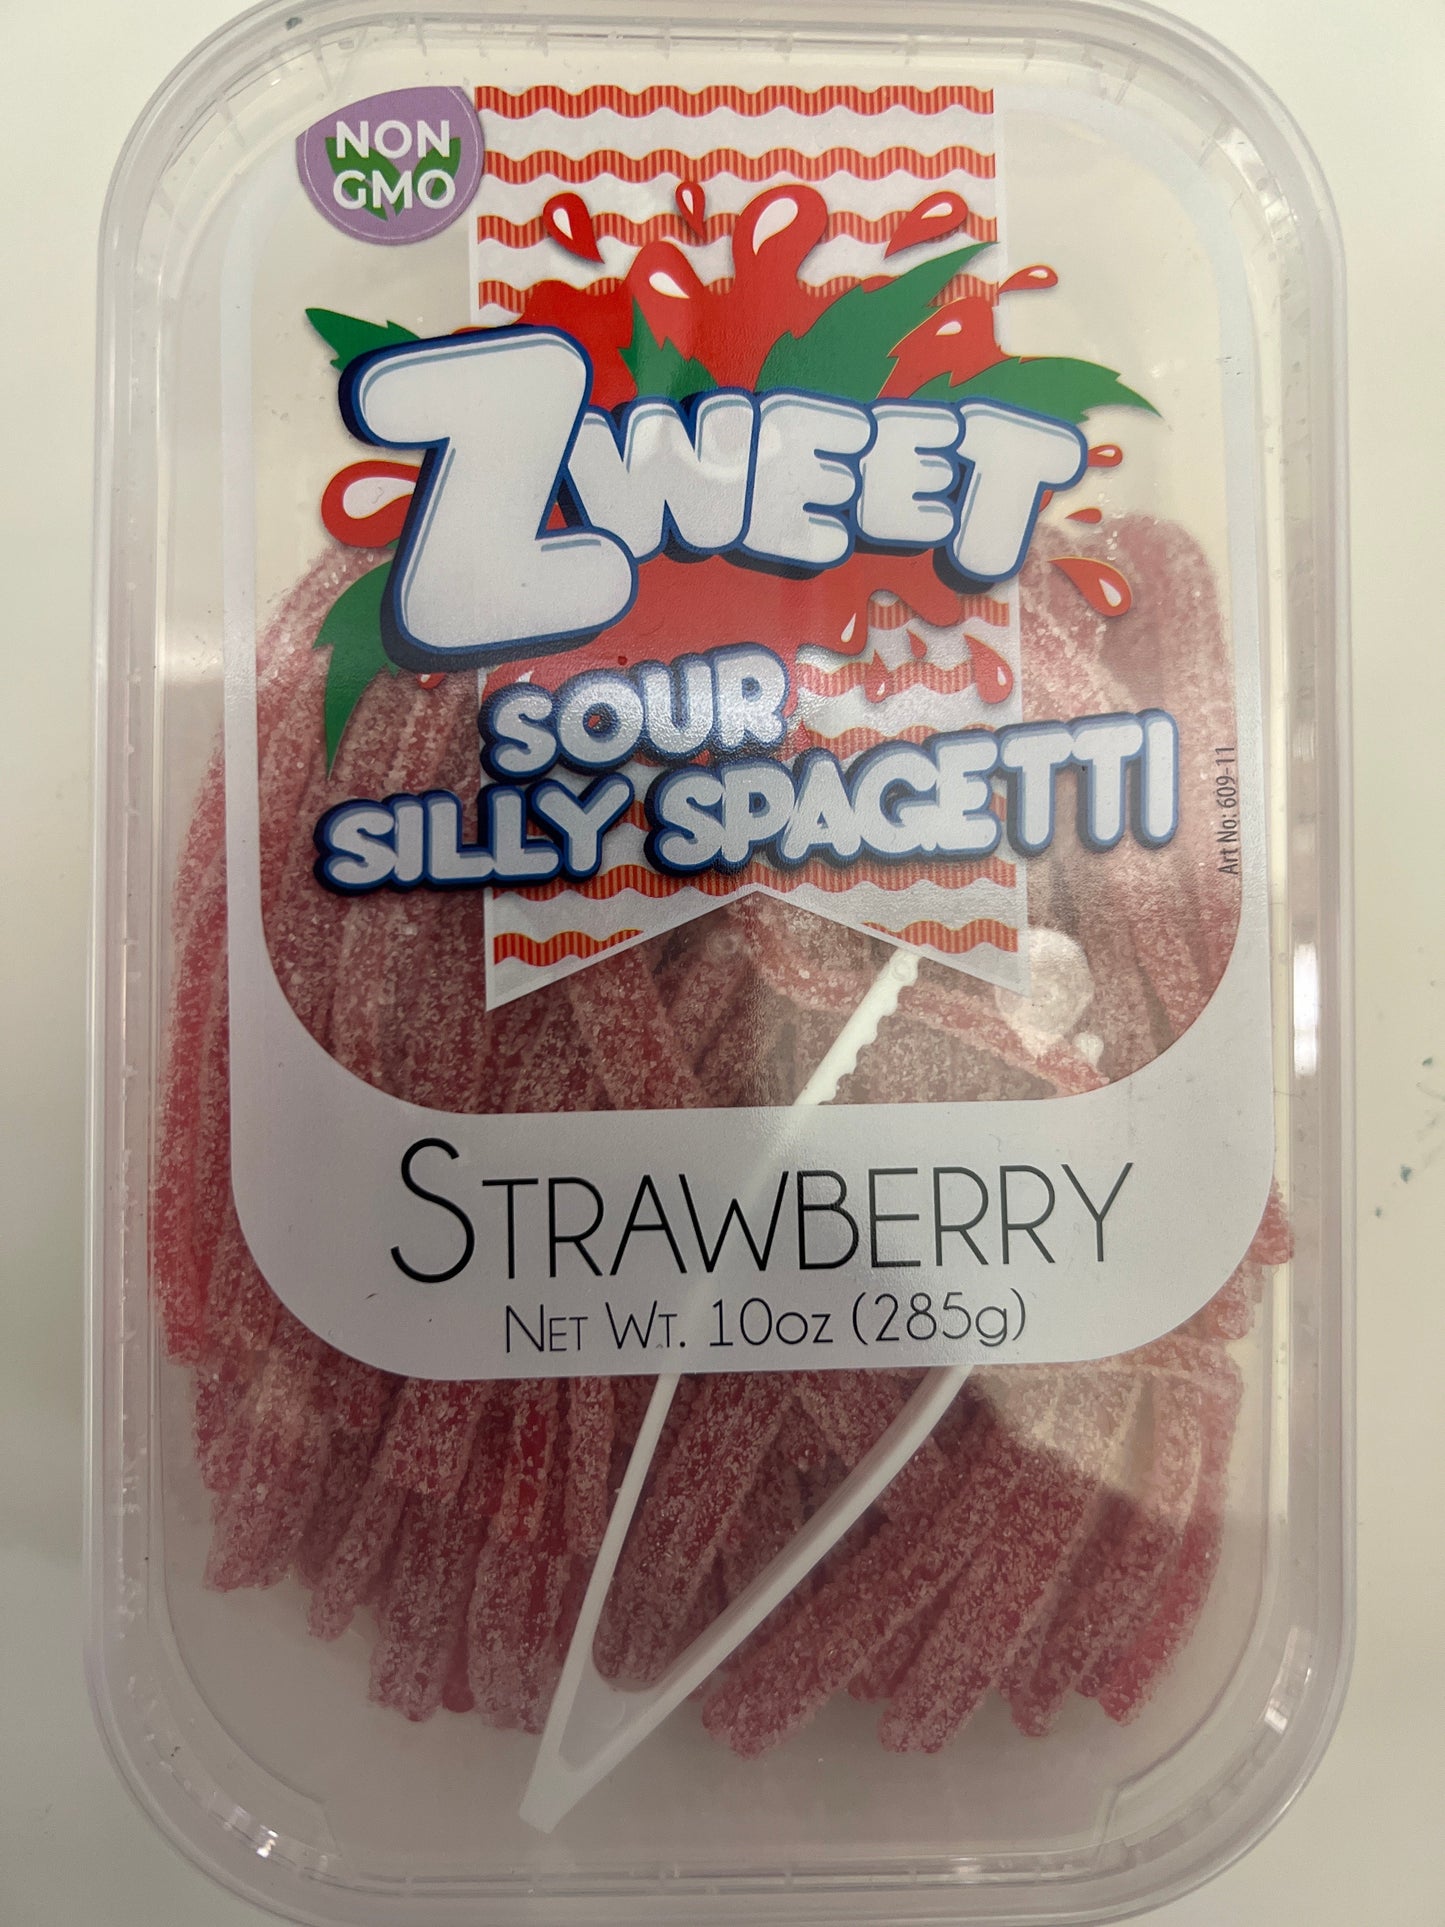 NON
GMO
ZWEET
SOUR
SILLY SPAGETTI
Art No: 609-11
STRAWBERRY
NET WT. 10oz (285g)